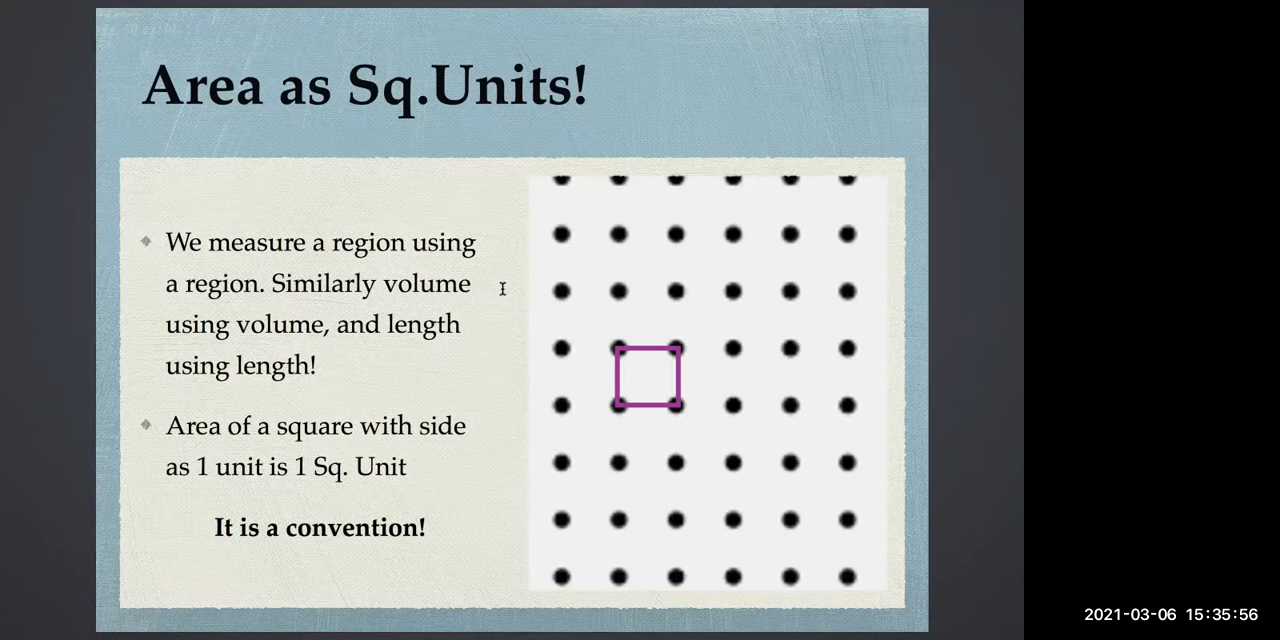 Area as Sq.Units!
We measure a region using
a region. Similarly volume
using volume, and length
using length!
Area of a square with side
as 1 unit is 1 Sq. Unit
It is a convention!
2021-03-06 15:35:56